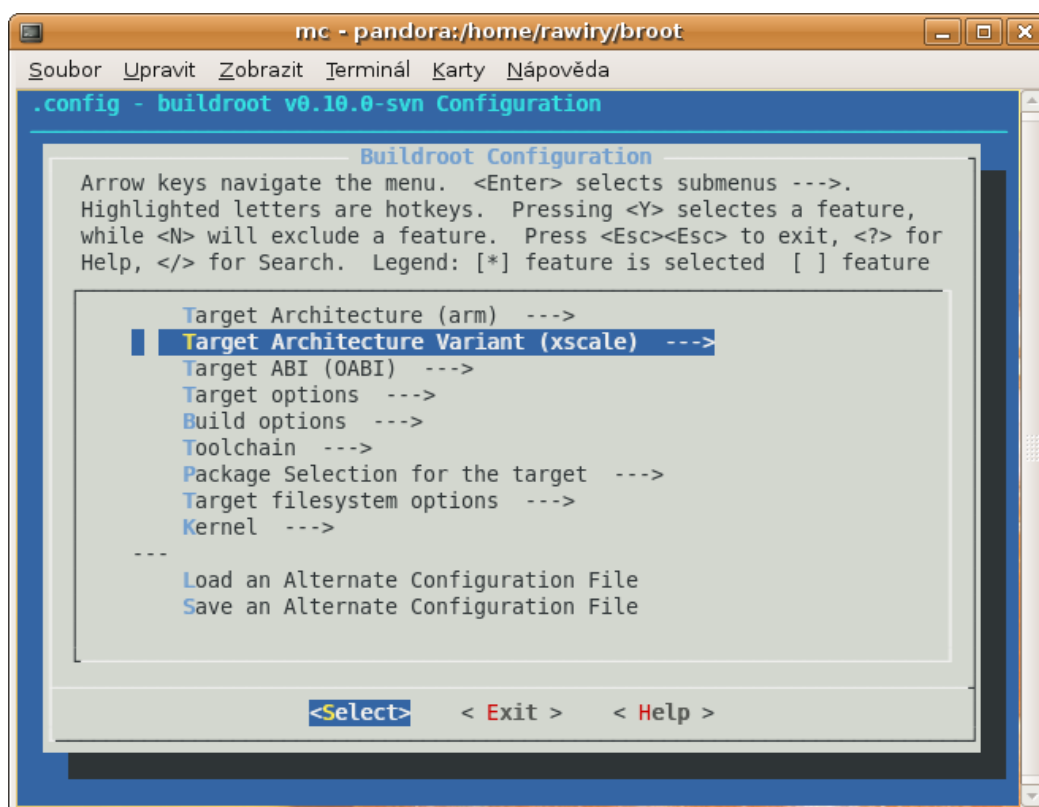 mc - pandora:/home/rawiry/broot
Soubor Upravit Zobrazit Terminál Karty Nápověda
.config - buildroot v0.10.0-svn Configuration
Buildroot Configuration
Arrow keys navigate the menu.  <Enter> selects submenus --->.
Highlighted letters are hotkeys.  Pressing <Y> selectes a feature,
while <N> will exclude a feature.  Press <Esc><Esc> to exit, <?> for
Help, </> for Search.  Legend: [*] feature is selected  [ ] feature
Target Architecture (arm)  --->
Target Architecture Variant (xscale)  --->
Target ABI (OABI)  --->
Target options  --->
Build options  --->
Toolchain  --->
Package Selection for the target  --->
Target filesystem options  --->
Kernel  --->
---
Load an Alternate Configuration File
Save an Alternate Configuration File
<Select>    < Exit >    < Help >